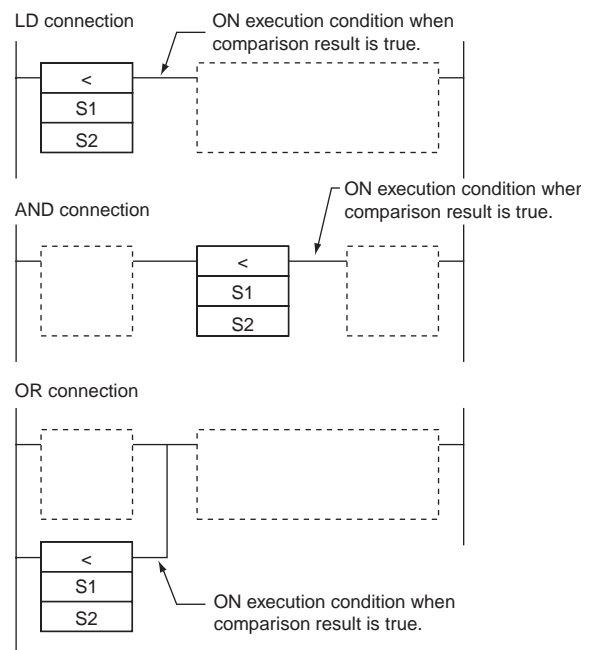 LD connection
ON execution condition when
comparison result is true.
<
S1
S2
AND connection
ON execution condition wher
comparison result is true.
<
S1
S2
OR connection
<
S1
S2
ON execution condition when
comparison result is true.